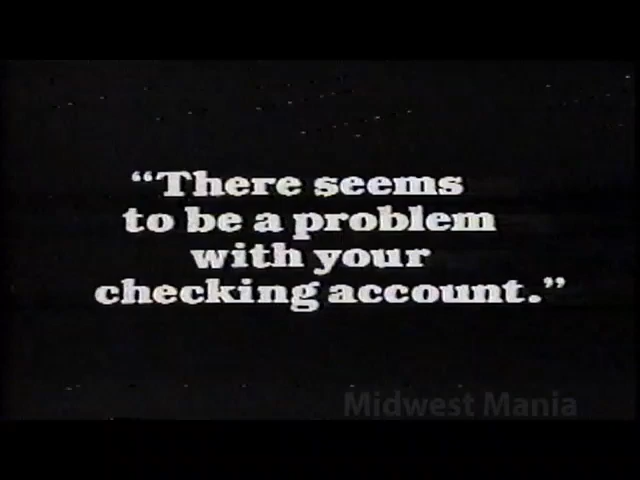 “There seems
to be a problem
with your
checking account.”
Midwest Mania